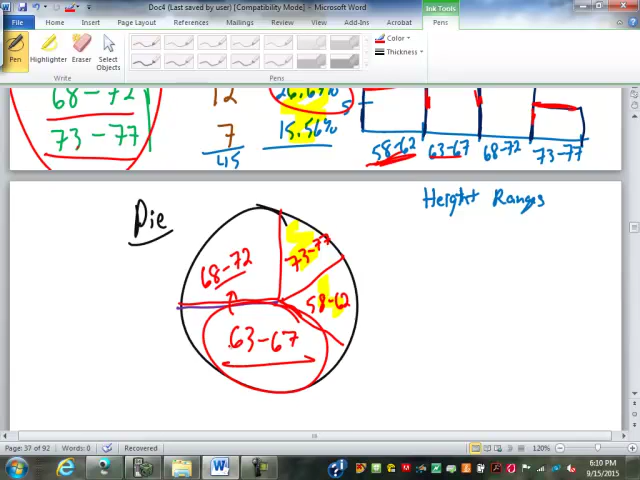 Doc4 [Last saved by user] [Compatibility Mode] - Microsoft Word
Ink Tools
File Home Insert Page Layout References Mailings Review View Add-Ins Acrobat Pens
Pen Highlighter Eraser Select Objects
Color
Thickness
Write
Pens
68-72 12 26.67% 5
73-77 7 15.56%
45
58-62 63-67 68-72 73-77
Height Ranges
Pie
68-72
73-77
58-62
63-67
Page: 37 of 92 Words: 0 Recovered 120%
6:10 PM
9/15/2015